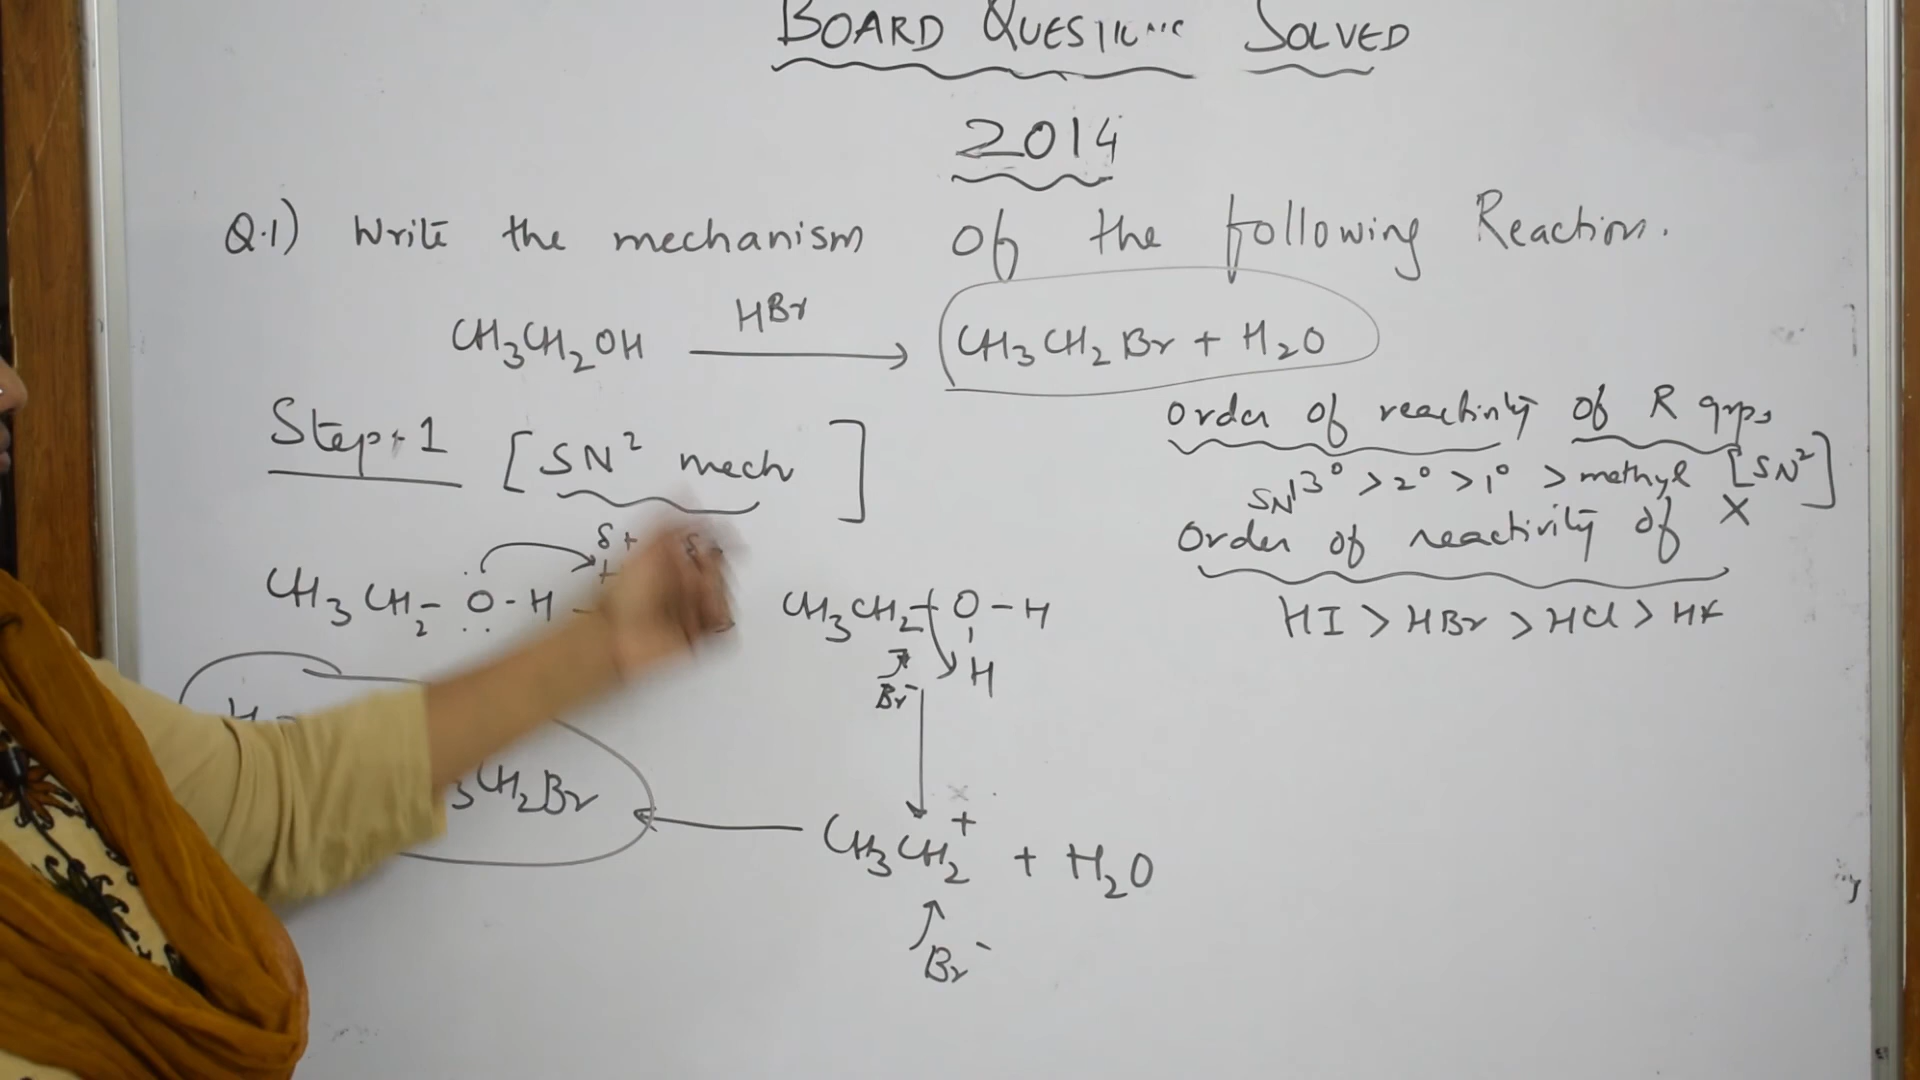 BOARD QUESTIONS SOLVED
2014
Q.1) Write the mechanism of the following Reaction.
CH3CH2OH HBr → CH3CH2Br + H2O
Step-1 [SN² mech]
Order of reactivity of R grps
SN1 3° > 2° > 1° > methyl [SN²]
Order of reactivity of X
HI > HBr > HCl > HX
δ+
+
CH3CH2-O-H
CH3CH2-O-H
H
Br-
3CH2Br ← CH3CH2+ + H2O
Br-